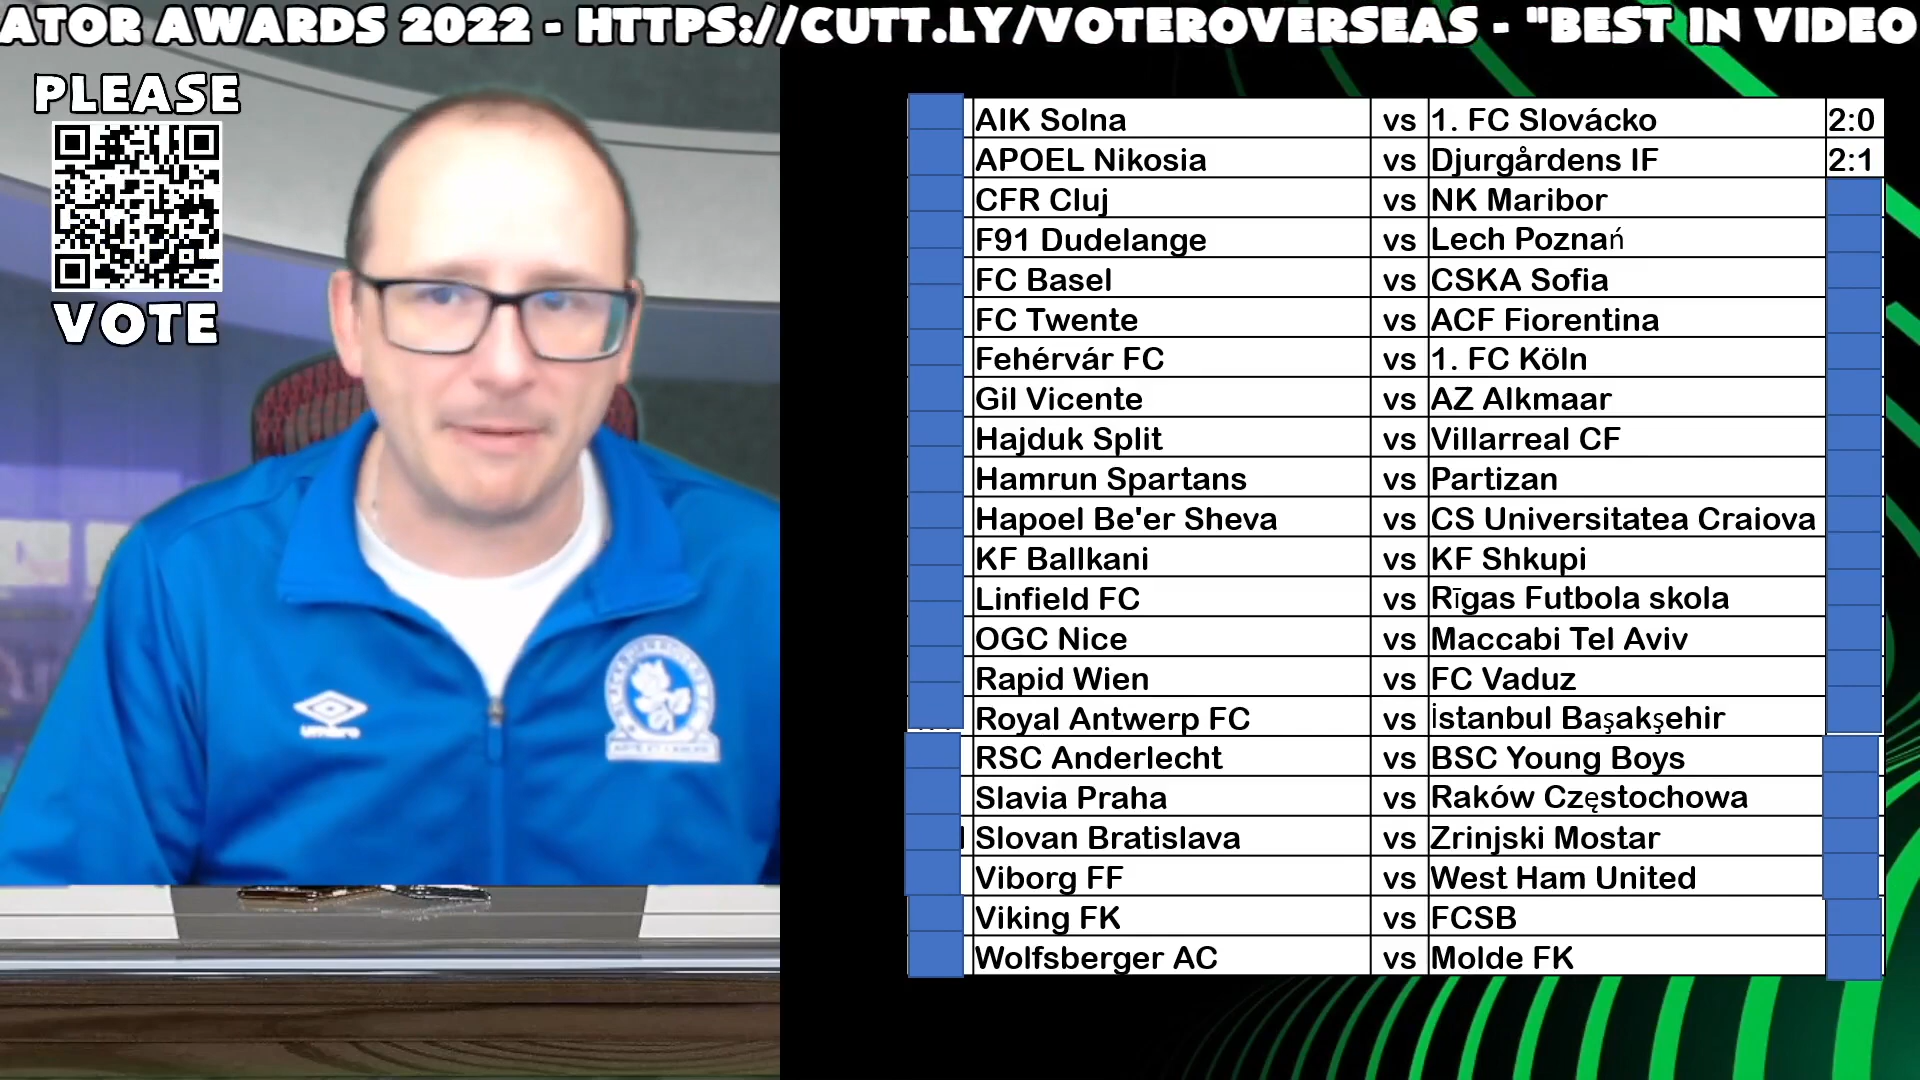 ATOR AWARDS 2022 - HTTPS://CUTT.LY/VOTEROVERSEAS - "BEST IN VIDEO
PLEASE
VOTE
umbro
AIK Solna vs 1. FC Slovácko 2:0
APOEL Nikosia vs Djurgårdens IF 2:1
CFR Cluj vs NK Maribor
F91 Dudelange vs Lech Poznań
FC Basel vs CSKA Sofia
FC Twente vs ACF Fiorentina
Fehérvár FC vs 1. FC Köln
Gil Vicente vs AZ Alkmaar
Hajduk Split vs Villarreal CF
Hamrun Spartans vs Partizan
Hapoel Be'er Sheva vs CS Universitatea Craiova
KF Ballkani vs KF Shkupi
Linfield FC vs Rīgas Futbola skola
OGC Nice vs Maccabi Tel Aviv
Rapid Wien vs FC Vaduz
Royal Antwerp FC vs İstanbul Başakşehir
RSC Anderlecht vs BSC Young Boys
Slavia Praha vs Raków Częstochowa
Slovan Bratislava vs Zrinjski Mostar
Viborg FF vs West Ham United
Viking FK vs FCSB
Wolfsberger AC vs Molde FK